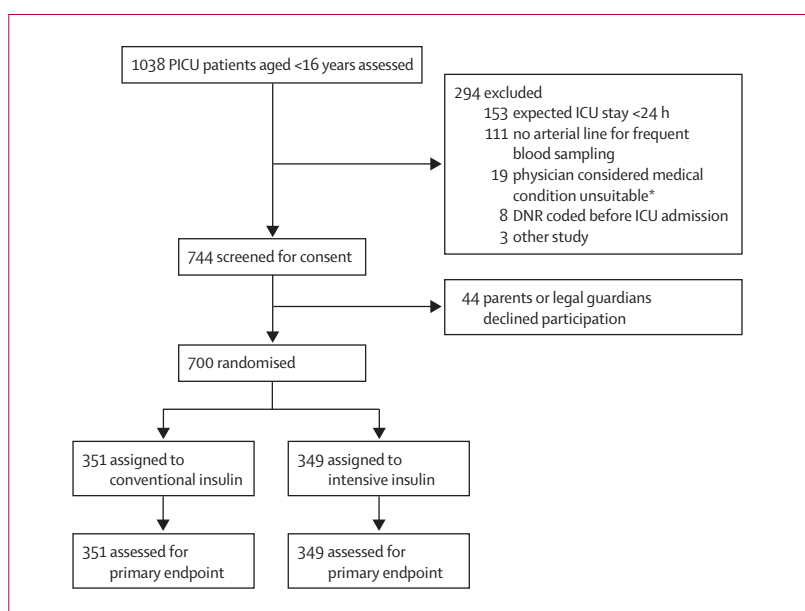 1038 PICU patients aged <16 years assessed
294 excluded
153 expected ICU stay <24 h
111 no arterial line for frequent
blood sampling
19 physician considered medical
condition unsuitable*
8 DNR coded before ICU admission
3 other study
744 screened for consent
44 parents or legal guardians
declined participation
700 randomised
351 assigned to
conventional insulin
349 assigned to
intensive insulin
351 assessed for
primary endpoint
349 assessed for
primary endpoint